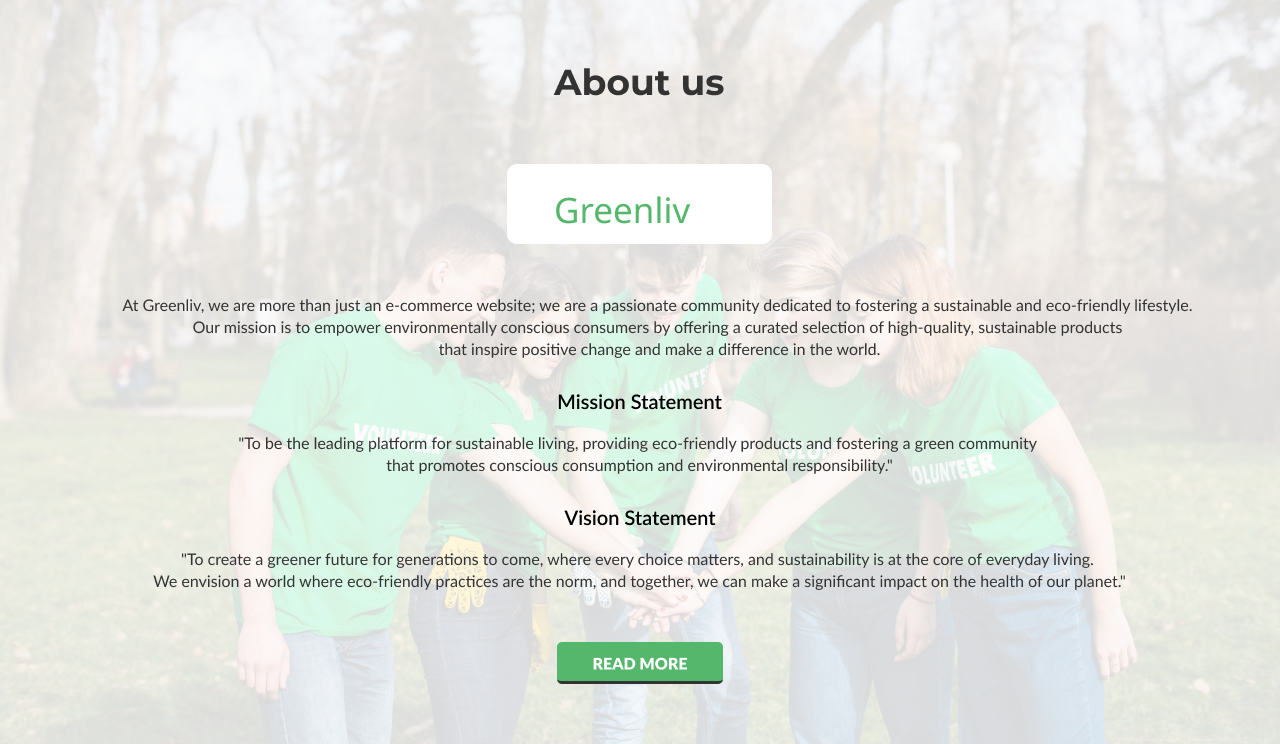 About us
Greenliv
At Greenliv, we are more than just an e-commerce website; we are a passionate community dedicated to fostering a sustainable and eco-friendly lifestyle.
Our mission is to empower environmentally conscious consumers by offering a curated selection of high-quality, sustainable products
that inspire positive change and make a difference in the world.
Mission Statement
"To be the leading platform for sustainable living, providing eco-friendly products and fostering a green community
that promotes conscious consumption and environmental responsibility."
Vision Statement
"To create a greener future for generations to come, where every choice matters, and sustainability is at the core of everyday living.
We envision a world where eco-friendly practices are the norm, and together, we can make a significant impact on the health of our planet."
READ MORE
VOLUNTEER